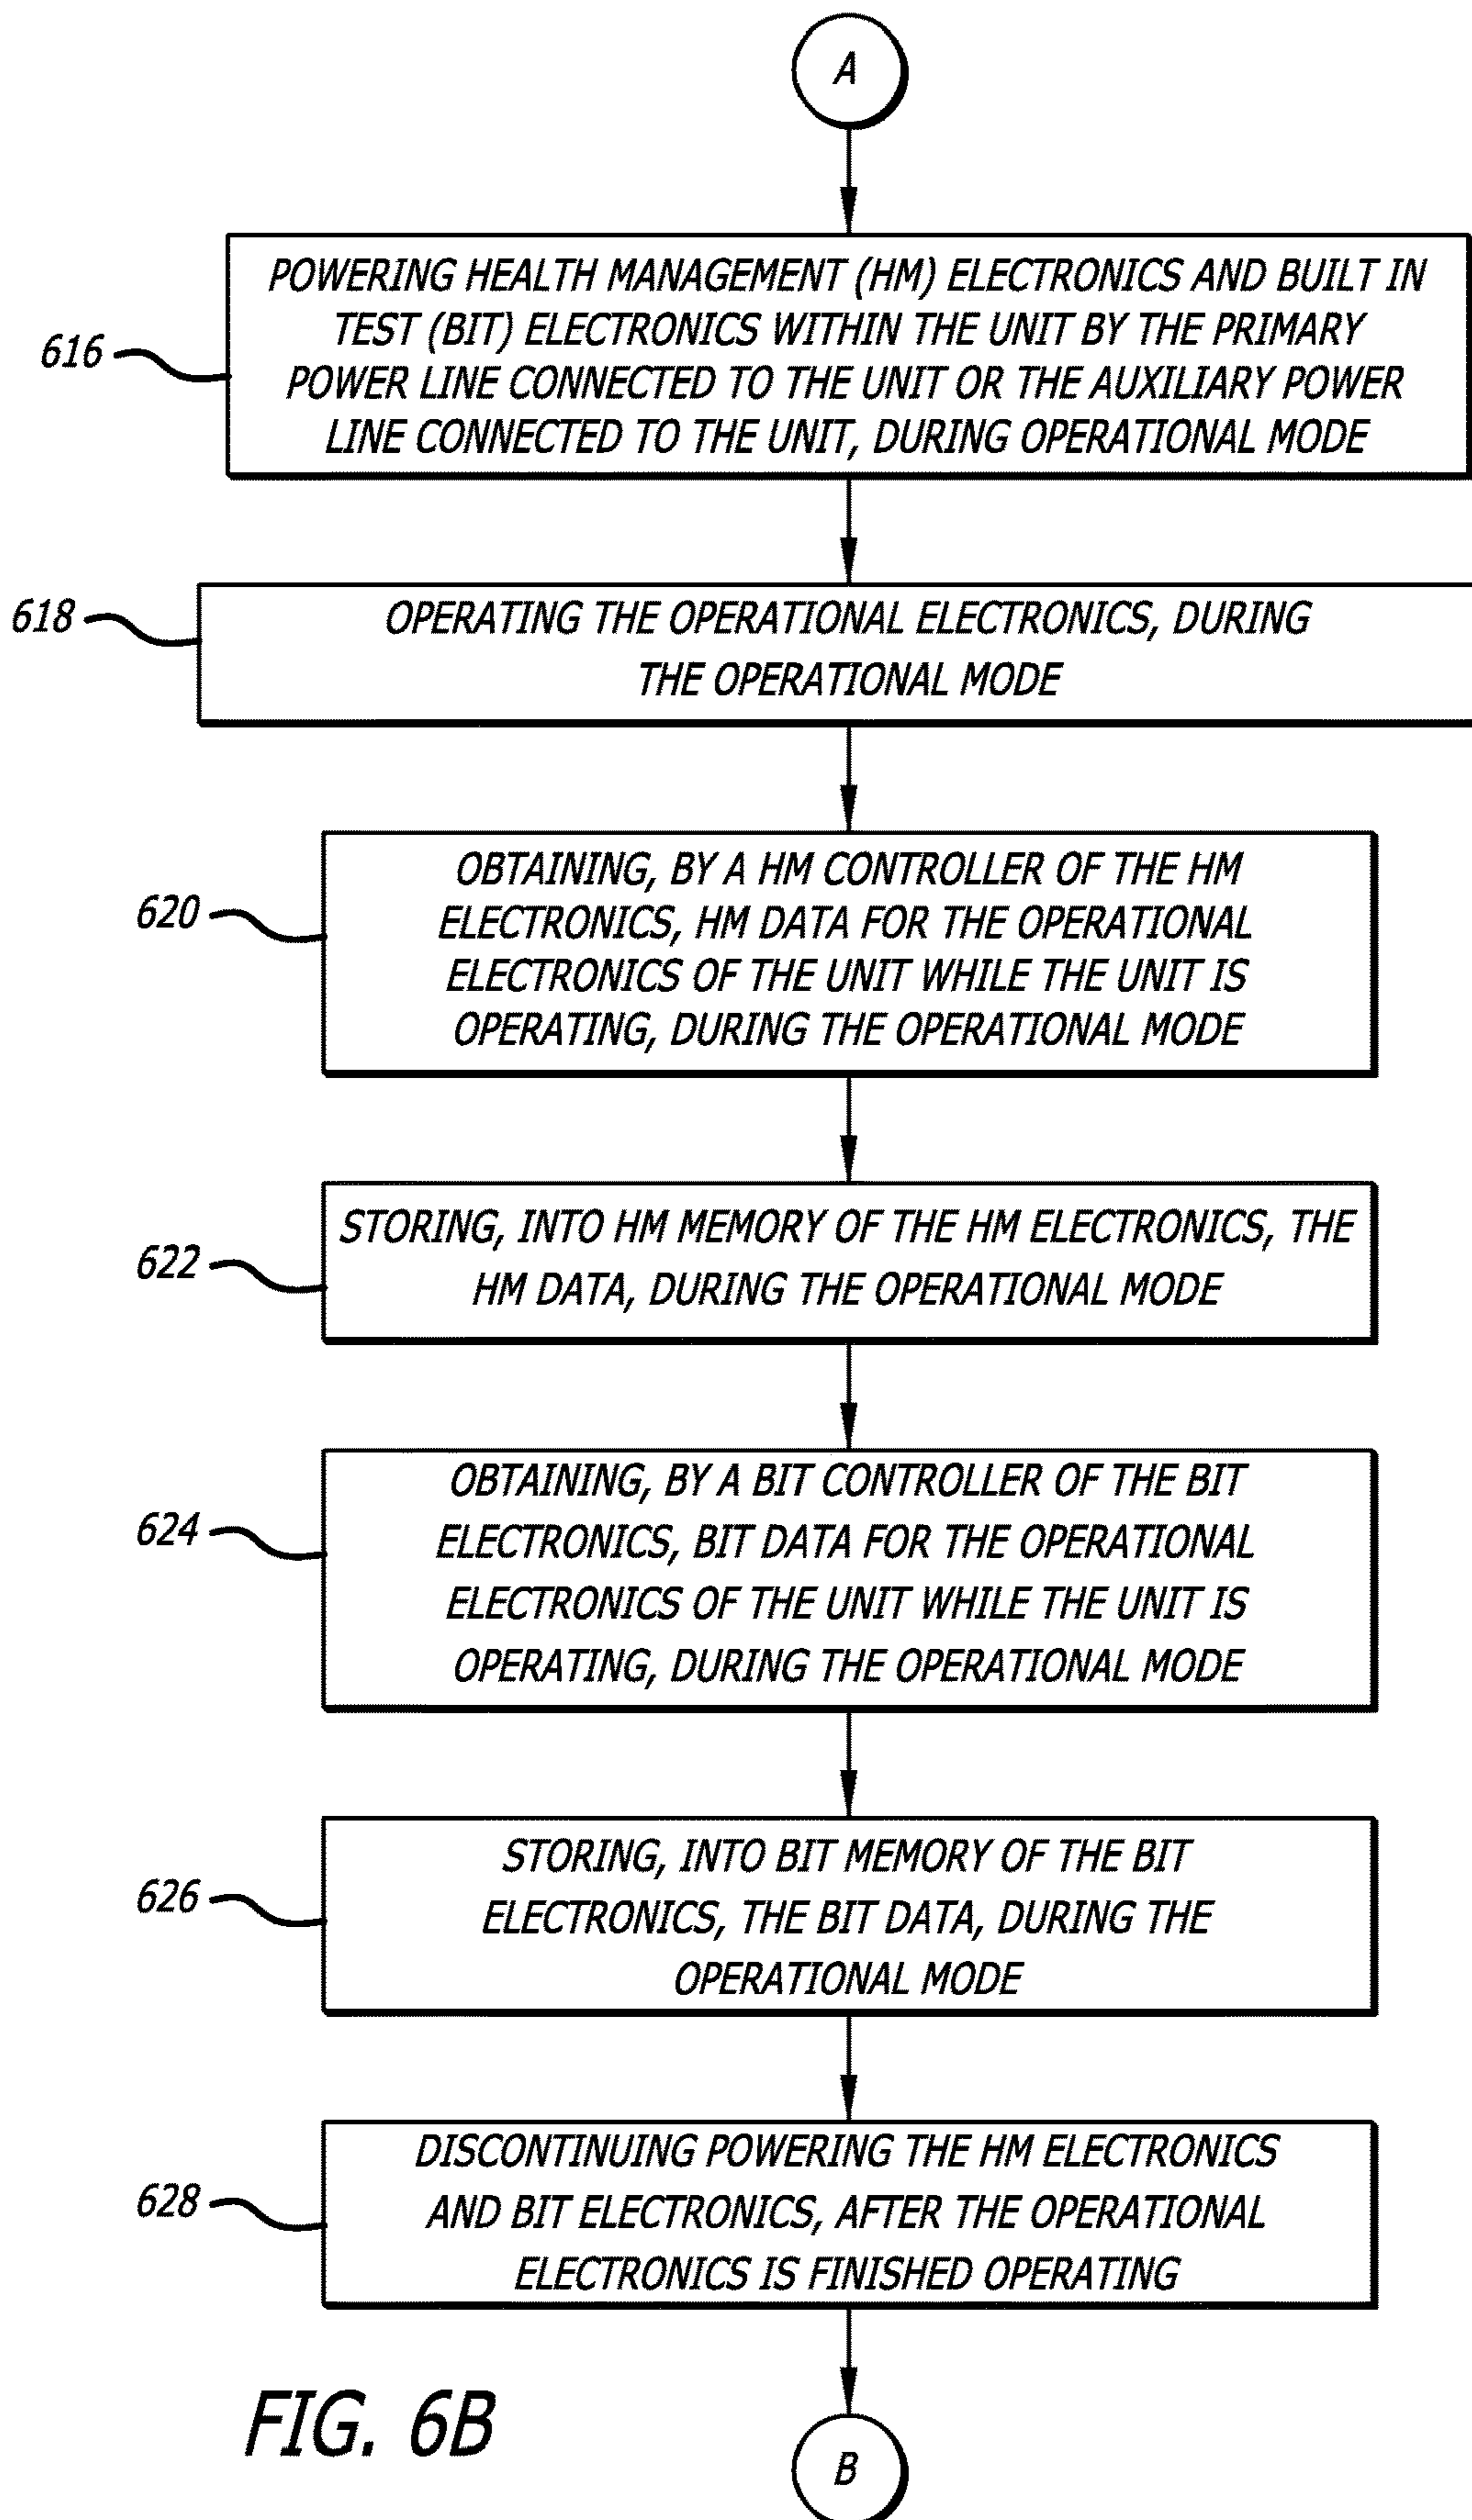 A
POWERING HEALTH MANAGEMENT (HM) ELECTRONICS AND BUILT IN
TEST (BIT) ELECTRONICS WITHIN THE UNIT BY THE PRIMARY
POWER LINE CONNECTED TO THE UNIT OR THE AUXILIARY POWER
LINE CONNECTED TO THE UNIT, DURING OPERATIONAL MODE
616
618
OPERATING THE OPERATIONAL ELECTRONICS, DURING
THE OPERATIONAL MODE
620
OBTAINING, BY A HM CONTROLLER OF THE HM
ELECTRONICS, HM DATA FOR THE OPERATIONAL
ELECTRONICS OF THE UNIT WHILE THE UNIT IS
OPERATING, DURING THE OPERATIONAL MODE
622
STORING, INTO HM MEMORY OF THE HM ELECTRONICS, THE
HM DATA, DURING THE OPERATIONAL MODE
624
OBTAINING, BY A BIT CONTROLLER OF THE BIT
ELECTRONICS, BIT DATA FOR THE OPERATIONAL
ELECTRONICS OF THE UNIT WHILE THE UNIT IS
OPERATING, DURING THE OPERATIONAL MODE
626
STORING, INTO BIT MEMORY OF THE BIT
ELECTRONICS, THE BIT DATA, DURING THE
OPERATIONAL MODE
628
DISCONTINUING POWERING THE HM ELECTRONICS
AND BIT ELECTRONICS, AFTER THE OPERATIONAL
ELECTRONICS IS FINISHED OPERATING
FIG. 6B
B